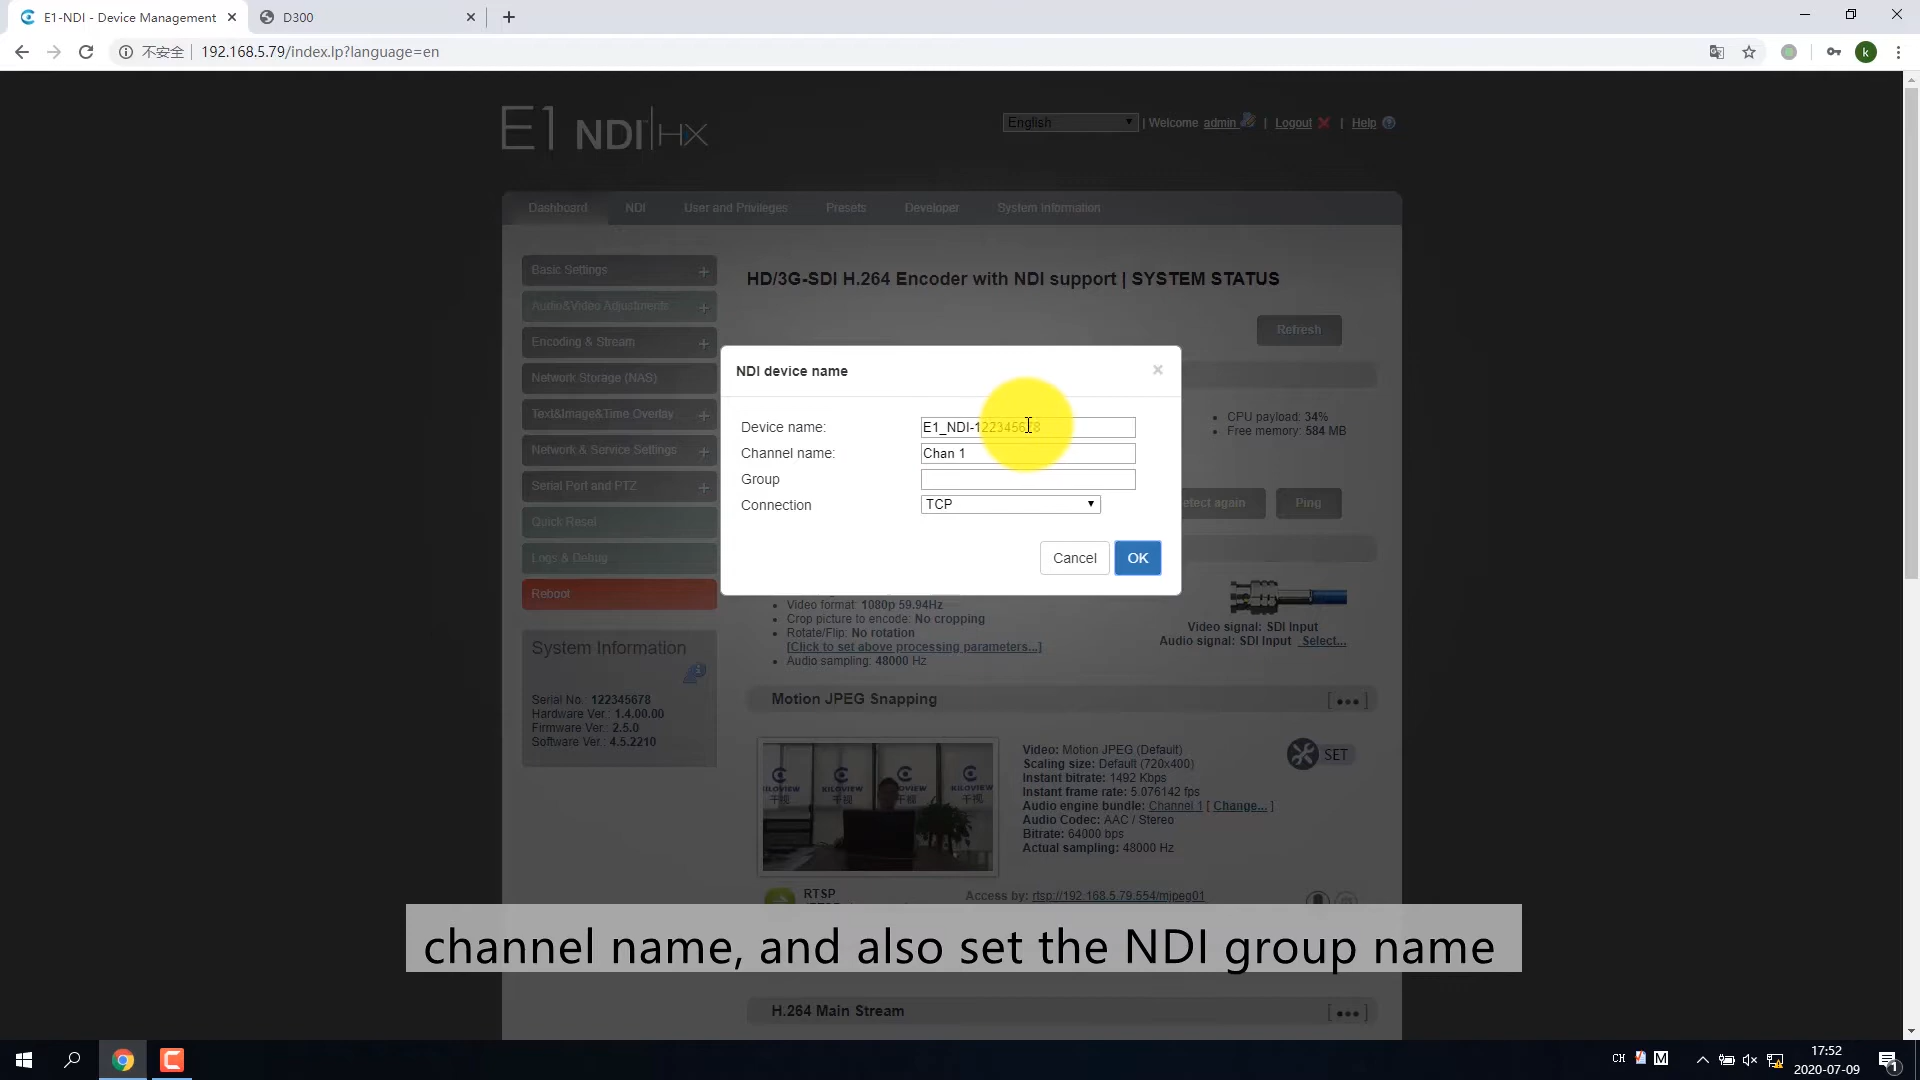 E1-NDI - Device Management
D300
不安全
192.168.5.79/index.lp?language=en
k
E1 NDI HX
English
| Welcome admin | Logout | Help
Dashboard
NDI
User and Privileges
Presets
Developer
System Information
Basic Settings
Audio&Video Adjustments
Encoding & Stream
Network Storage (NAS)
Text&Image&Time Overlay
Network & Service Settings
Serial Port and PTZ
Quick Reset
Logs & Debug
Reboot
System Information
Serial No.: 122345678
Hardware Ver.: 1.4.00.00
Firmware Ver.: 2.5.0
Software Ver.: 4.5.2210
HD/3G-SDI H.264 Encoder with NDI support | SYSTEM STATUS
Refresh
NDI device name
Device name:
E1_NDI-122345678
Channel name:
Chan 1
Group
Connection
TCP
Cancel
OK
CPU payload: 34%
Free memory: 584 MB
etect again
Ping
Video format: 1080p 59.94Hz
Crop picture to encode: No cropping
Rotate/Flip: No rotation
[Click to set above processing parameters...]
Audio sampling: 48000 Hz
Video signal: SDI Input
Audio signal: SDI Input Select...
Motion JPEG Snapping
[ ••• ]
KILOVIEW
千视
Video: Motion JPEG (Default)
Scaling size: Default (720x400)
Instant bitrate: 1492 Kbps
Instant frame rate: 5.076142 fps
Audio engine bundle: Channel 1 [ Change... ]
Audio Codec: AAC / Stereo
Bitrate: 64000 bps
Actual sampling: 48000 Hz
SET
RTSP
Access by: rtsp://192.168.5.79:554/mjpeg01
channel name, and also set the NDI group name
H.264 Main Stream
[ ••• ]
CH
M
17:52
2020-07-09
1